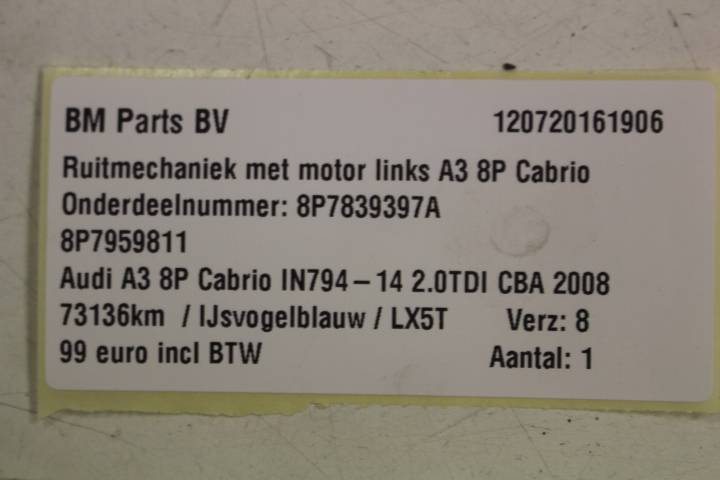 BM Parts BV 120720161906
Ruitmechaniek met motor links A3 8P Cabrio
Onderdeelnummer: 8P7839397A
8P7959811
Audi A3 8P Cabrio IN794-14 2.0TDI CBA 2008
73136km / IJsvogelblauw / LX5T Verz: 8
99 euro incl BTW Aantal: 1